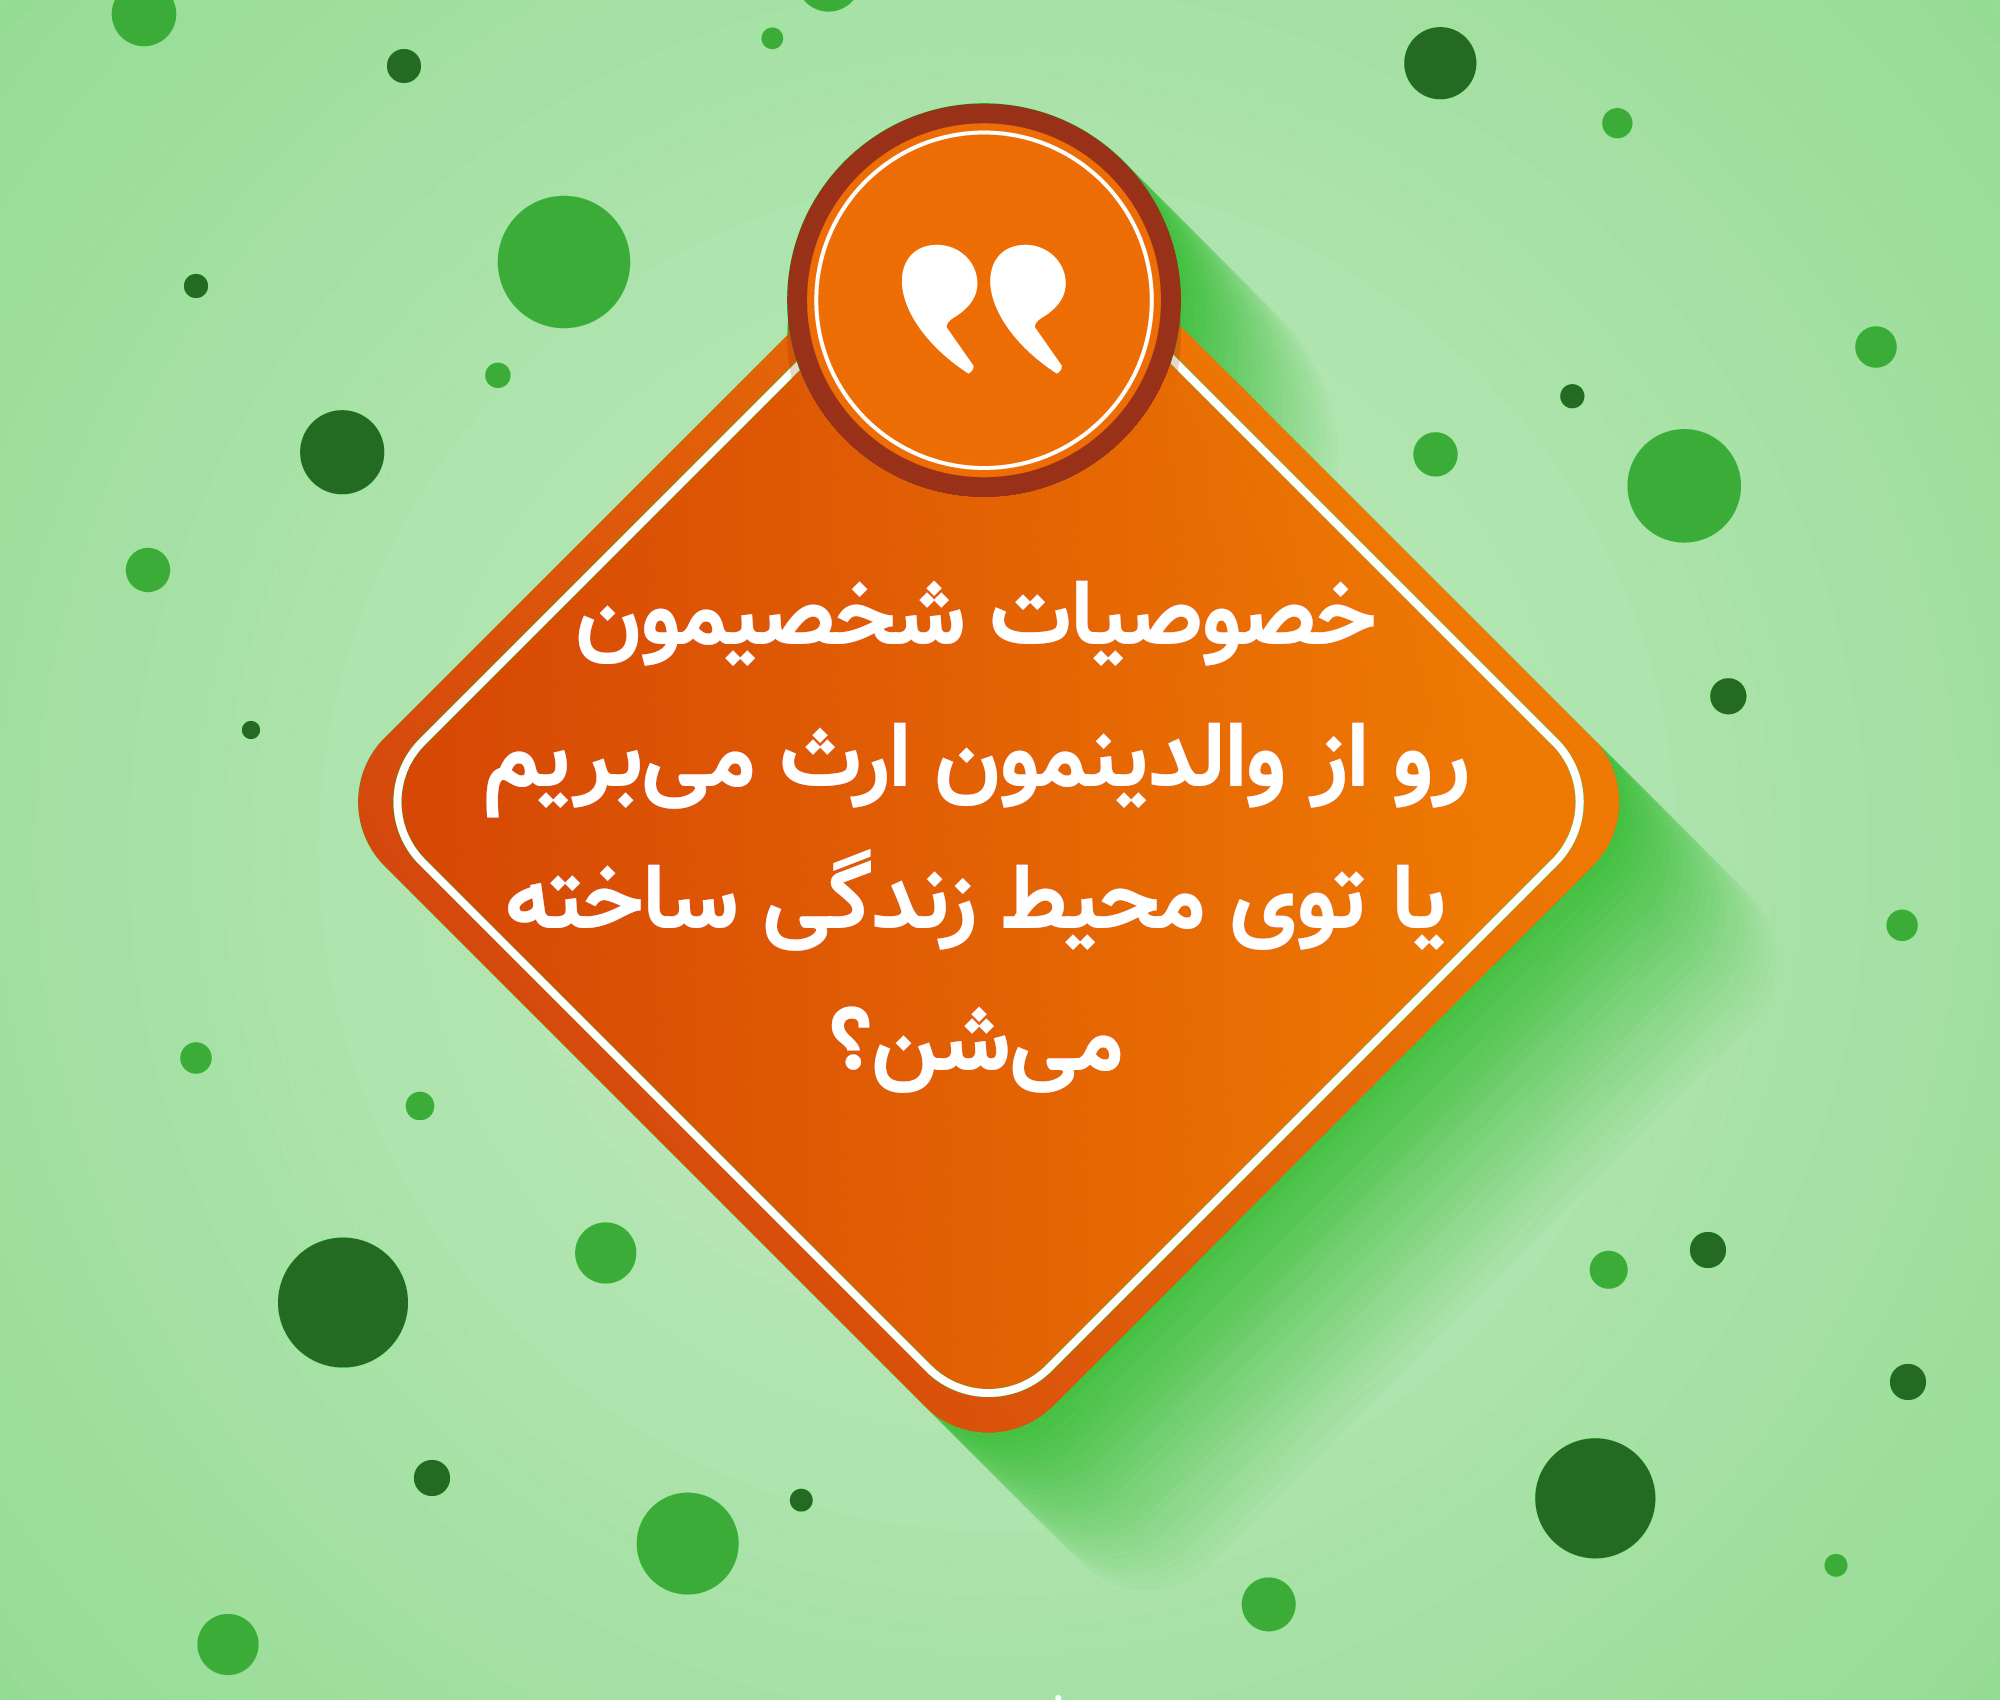 خصوصیات شخصیمون
رو از والدینمون ارث می‌بریم
یا توی محیط زندگی ساخته
می‌شن؟